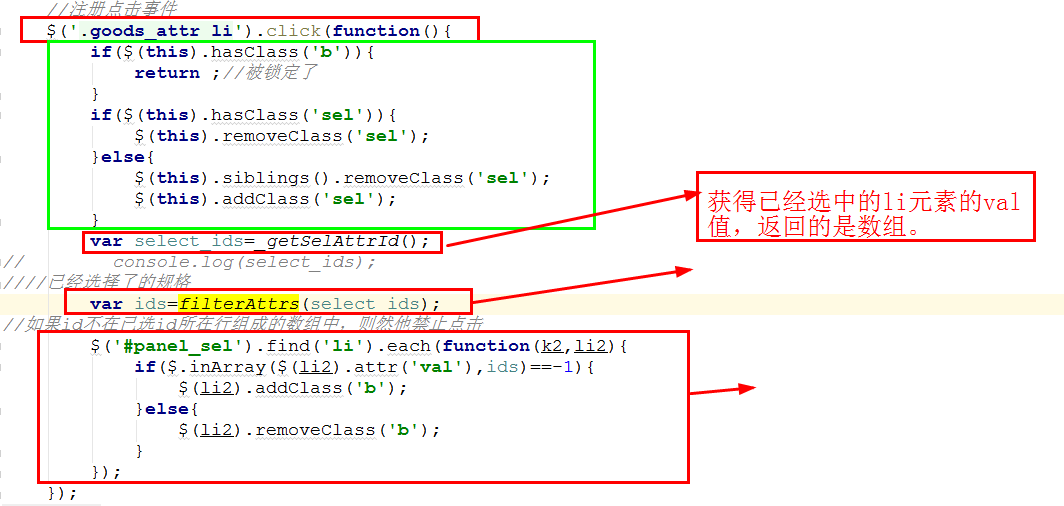 //注册点击事件
$('.goods_attr li').click(function(){
if($(this).hasClass('b')){
return ;//被锁定了
}
if($(this).hasClass('sel')){
$(this).removeClass('sel');
}else{
$(this).siblings().removeClass('sel');
$(this).addClass('sel');
}
var select_ids=_getSelAttrId();
获得已经选中的li元素的val
值，返回的是数组。
// console.log(select_ids);
////已经选择了的规格
var ids=filterAttrs(select_ids);
//如果id不在已选id所在行组成的数组中，则然他禁止点击
$('#panel_sel').find('li').each(function(k2,li2){
if($.inArray($(li2).attr('val'),ids)==-1){
$(li2).addClass('b');
}else{
$(li2).removeClass('b');
}
});
});